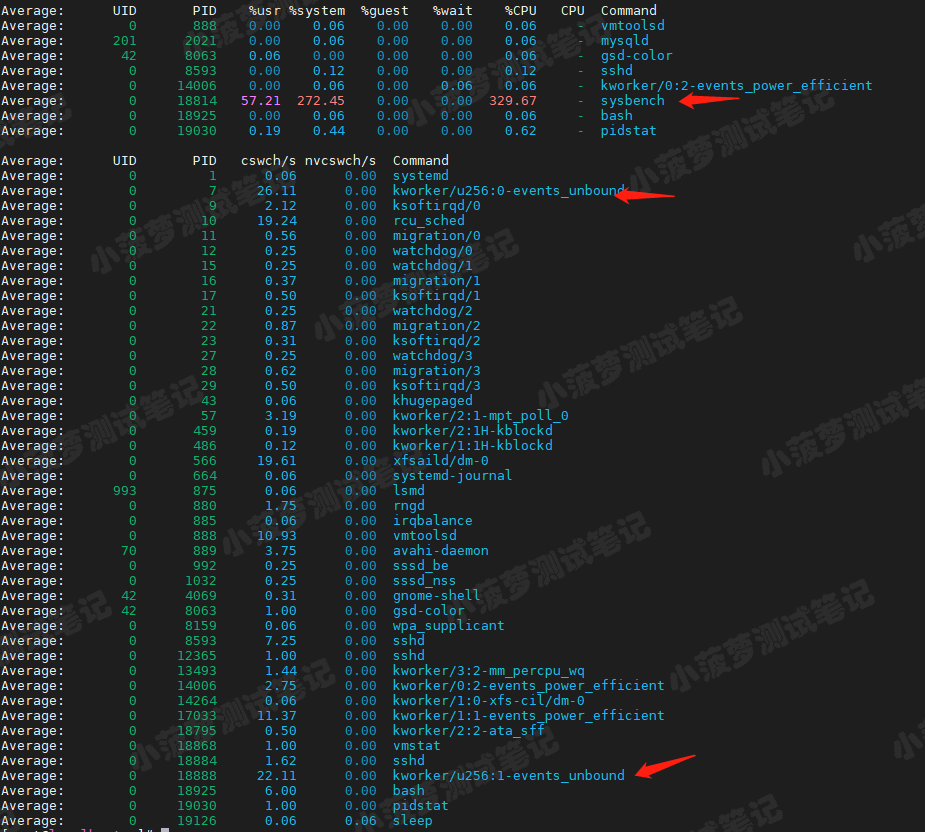 Average: UID PID %usr %system %guest %wait %CPU CPU Command
Average: 0 888 0.00 0.06 0.00 0.00 0.06 - vmtoolsd
Average: 201 2021 0.00 0.06 0.00 0.00 0.06 - mysqld
Average: 42 8063 0.06 0.00 0.00 0.00 0.06 - gsd-color
Average: 0 8593 0.00 0.12 0.00 0.00 0.12 - sshd
Average: 0 14006 0.00 0.06 0.00 0.06 0.06 - kworker/0:2-events_power_efficient
Average: 0 18814 57.21 272.45 0.00 0.00 329.67 - sysbench
Average: 0 18925 0.00 0.06 0.00 0.00 0.06 - bash
Average: 0 19030 0.19 0.44 0.00 0.00 0.62 - pidstat
Average: UID PID cswch/s nvcswch/s Command
Average: 0 1 0.06 0.00 systemd
Average: 0 7 26.11 0.00 kworker/u256:0-events_unbound
Average: 0 9 2.12 0.00 ksoftirqd/0
Average: 0 10 19.24 0.00 rcu_sched
Average: 0 11 0.56 0.00 migration/0
Average: 0 12 0.25 0.00 watchdog/0
Average: 0 15 0.25 0.00 watchdog/1
Average: 0 16 0.37 0.00 migration/1
Average: 0 17 0.50 0.00 ksoftirqd/1
Average: 0 21 0.25 0.00 watchdog/2
Average: 0 22 0.87 0.00 migration/2
Average: 0 23 0.31 0.00 ksoftirqd/2
Average: 0 27 0.25 0.00 watchdog/3
Average: 0 28 0.62 0.00 migration/3
Average: 0 29 0.50 0.00 ksoftirqd/3
Average: 0 43 0.06 0.00 khugepaged
Average: 0 57 3.19 0.00 kworker/2:1-mpt_poll_0
Average: 0 459 0.19 0.00 kworker/2:1H-kblockd
Average: 0 486 0.12 0.00 kworker/1:1H-kblockd
Average: 0 566 19.61 0.00 xfsaild/dm-0
Average: 0 664 0.06 0.00 systemd-journal
Average: 993 875 0.06 0.00 lsmd
Average: 0 880 1.75 0.00 rngd
Average: 0 885 0.06 0.00 irqbalance
Average: 0 888 10.93 0.00 vmtoolsd
Average: 70 889 3.75 0.00 avahi-daemon
Average: 0 992 0.25 0.00 sssd_be
Average: 0 1032 0.25 0.00 sssd_nss
Average: 42 4069 0.31 0.00 gnome-shell
Average: 42 8063 1.00 0.00 gsd-color
Average: 0 8159 0.06 0.00 wpa_supplicant
Average: 0 8593 7.25 0.00 sshd
Average: 0 12365 1.00 0.00 sshd
Average: 0 13493 1.44 0.00 kworker/3:2-mm_percpu_wq
Average: 0 14006 2.75 0.00 kworker/0:2-events_power_efficient
Average: 0 14264 0.06 0.00 kworker/1:0-xfs-cil/dm-0
Average: 0 17033 11.37 0.00 kworker/1:1-events_power_efficient
Average: 0 18795 0.50 0.00 kworker/2:2-ata_sff
Average: 0 18868 1.00 0.00 vmstat
Average: 0 18884 1.62 0.00 sshd
Average: 0 18888 22.11 0.00 kworker/u256:1-events_unbound
Average: 0 18925 6.00 0.00 bash
Average: 0 19030 1.00 0.00 pidstat
Average: 0 19126 0.06 0.06 sleep
小菠萝测试笔记